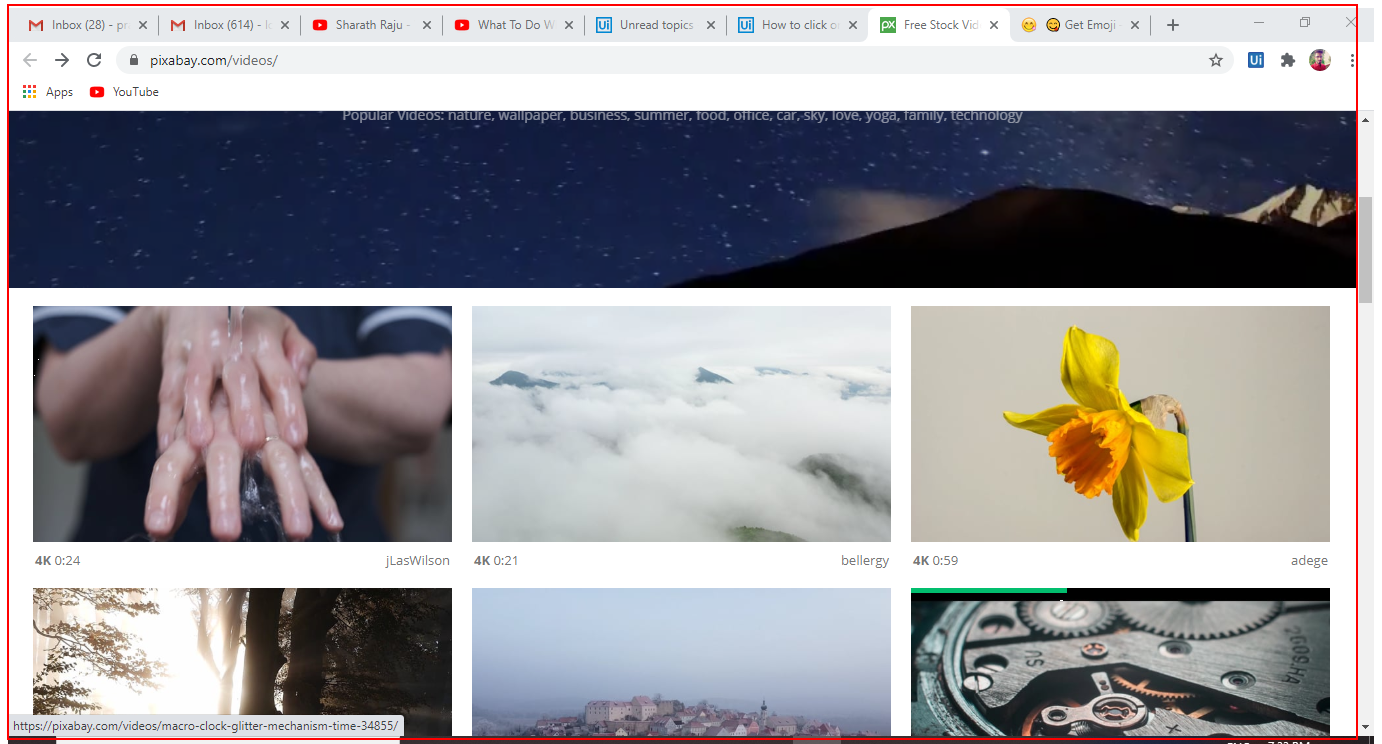 Inbox (28) - pr
Inbox (614) - lo
Sharath Raju -
What To Do W
Unread topics
How to click o
Free Stock Vid
Get Emoji
pixabay.com/videos/
Apps
YouTube
Popular Videos: nature, wallpaper, business, summer, food, office, car, sky, love, yoga, family, technology
4K 0:24
jLasWilson
4K 0:21
bellergy
4K 0:59
adege
https://pixabay.com/videos/macro-clock-glitter-mechanism-time-34855/